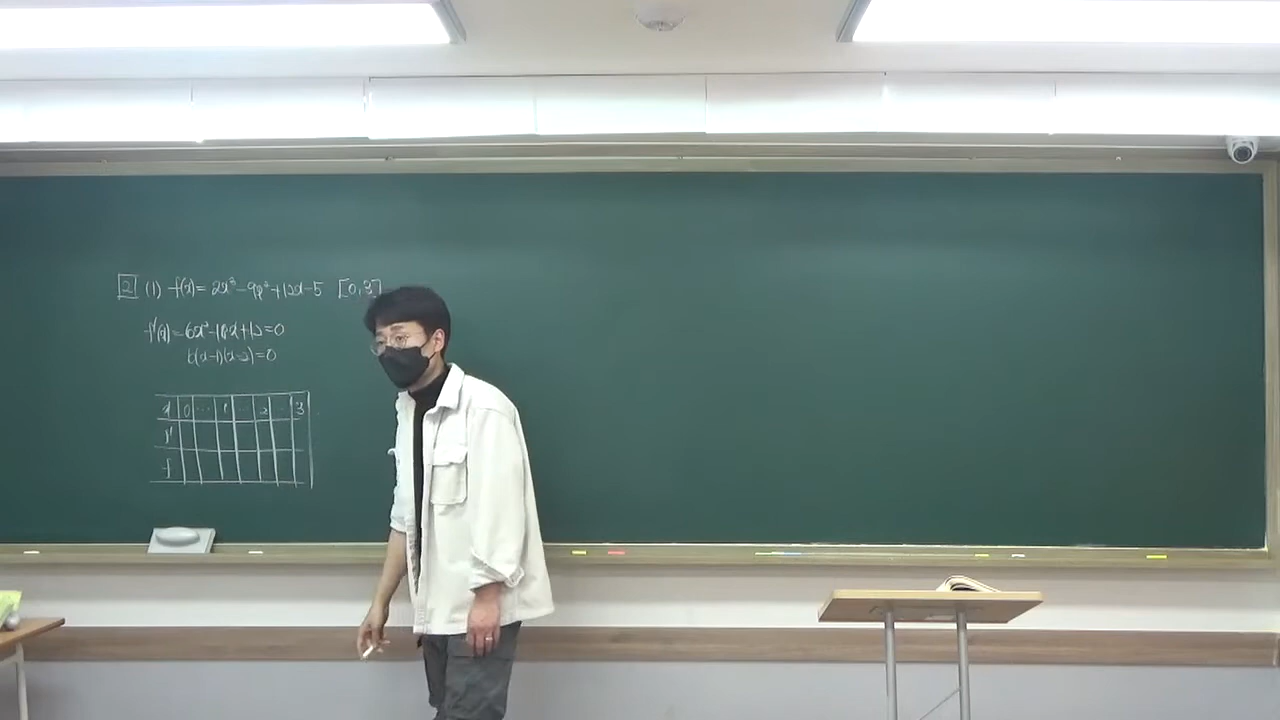 [2] (1) f(x)= 2x³-9x²+12x-5 [0,3]
f'(x)=6x²-18x+12=0
6(x-1)(x-2)=0
x 0 ... 1 ... 2 ... 3
f'
f